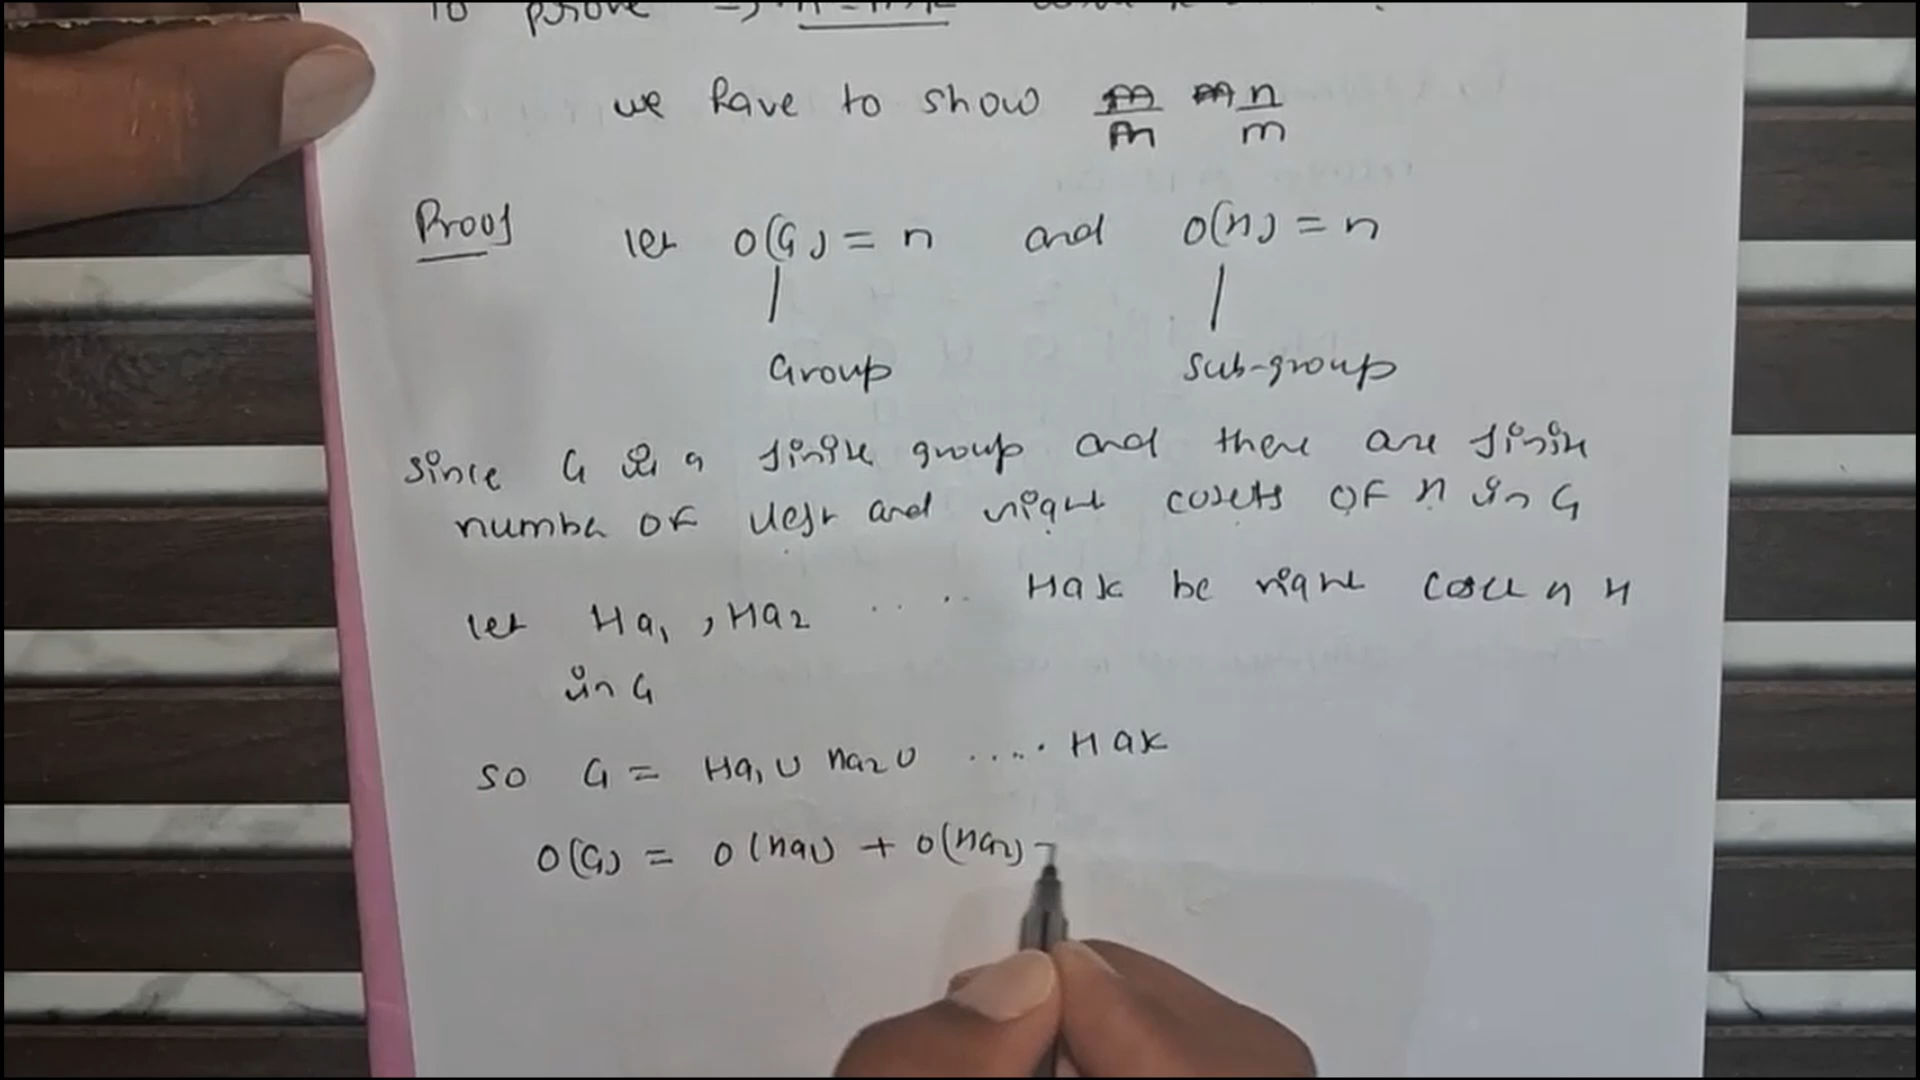 To prove
we have to show m/m m n/m
Proof let O(G) = n and O(H) = n
Group Sub-group
Since G is a finite group and there are finite
number OF left and right cosets OF H in G
let Ha1, Ha2 ..... Hak be right coset of H
in G
SO G = Ha1 U Ha2 U ..... Hak
O(G) = O(Ha1) + O(Ha2) -